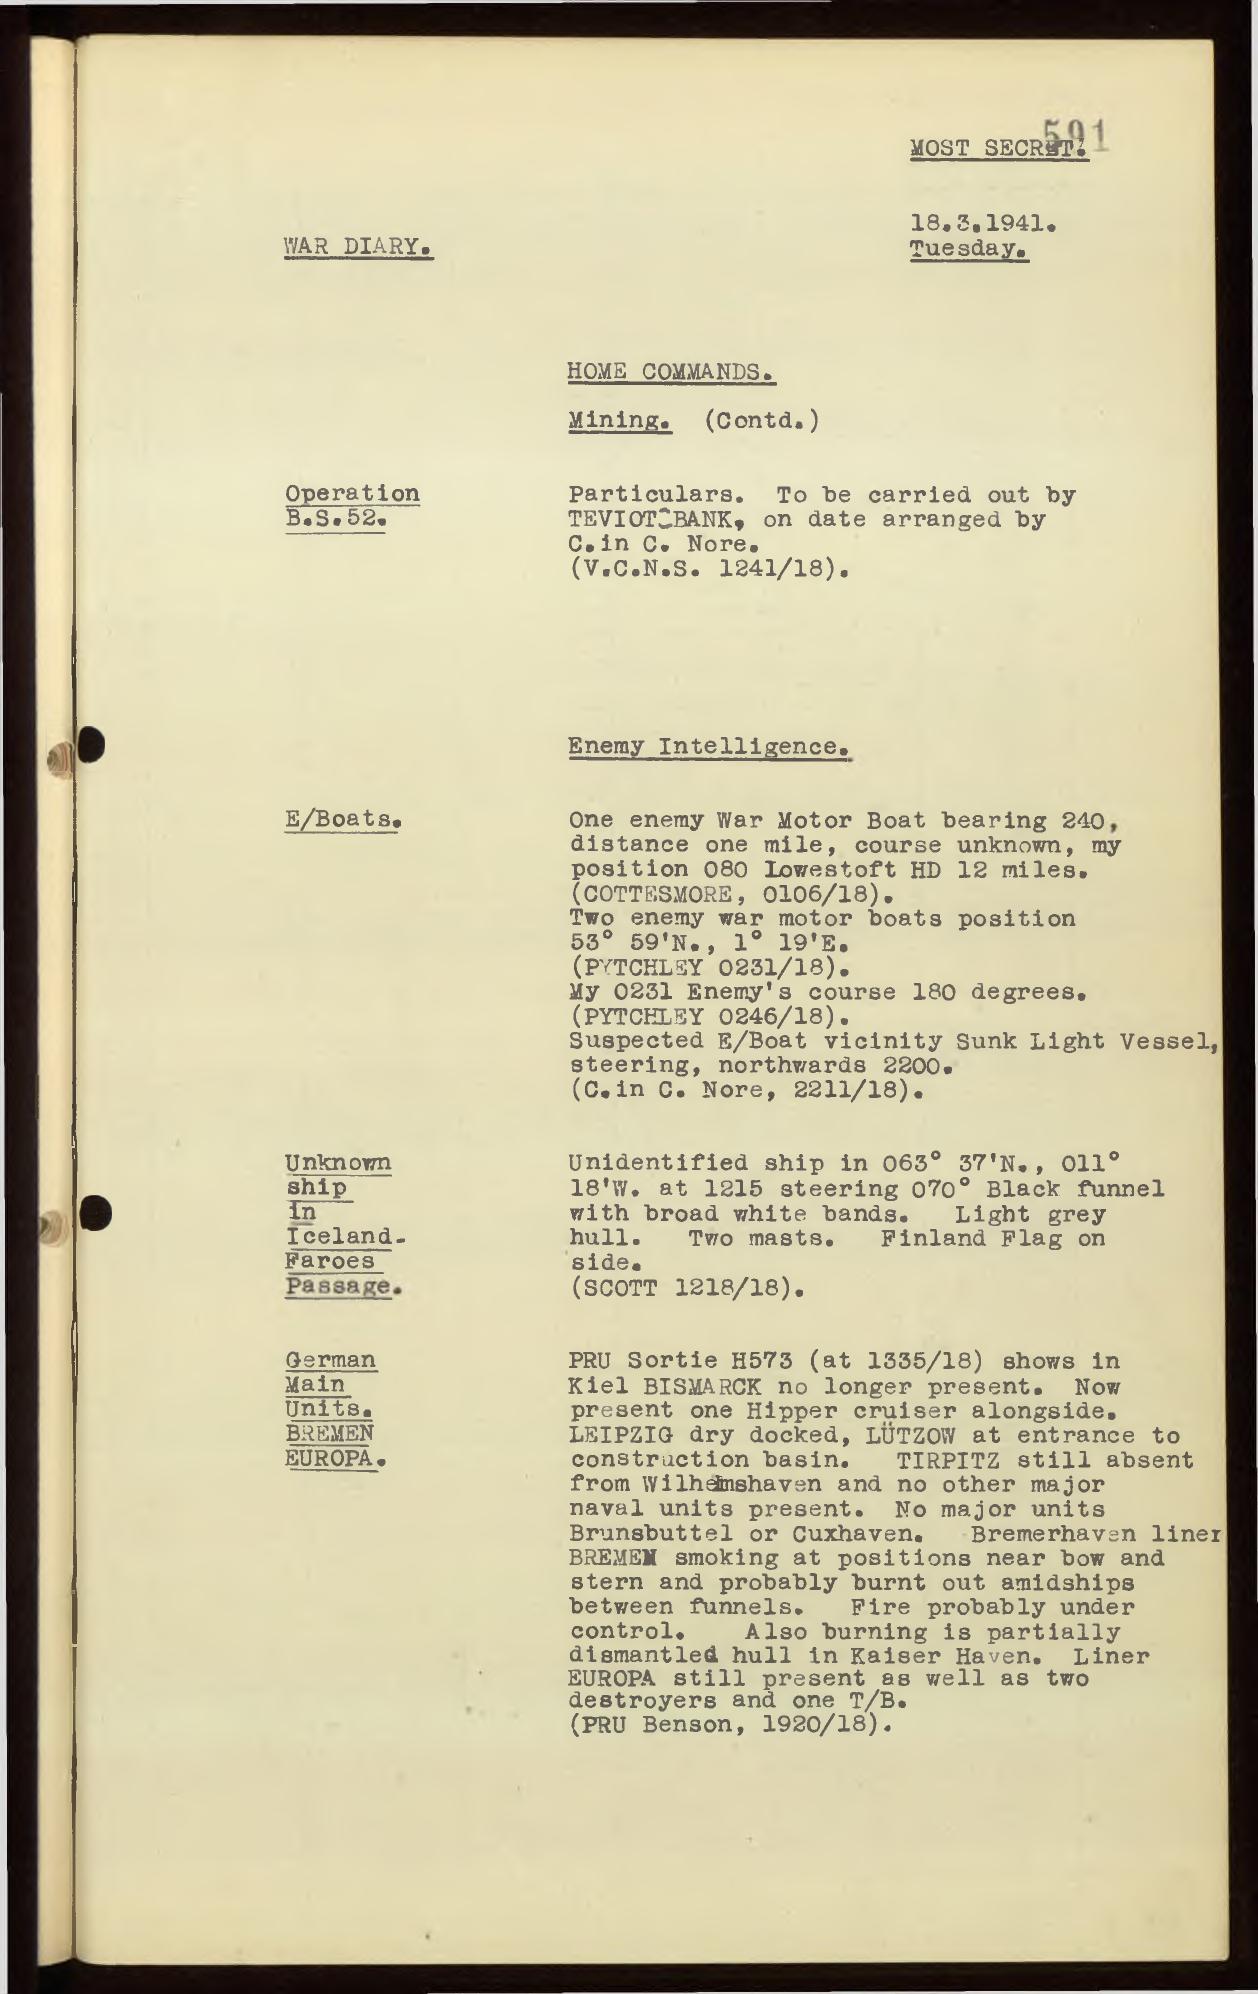 591
MOST SECRET.
18.3.1941.
WAR DIARY.
Tuesday.
HOME COMMANDS.
Mining. (Contd.)
Operation
B.S.52.
Particulars. To be carried out by
TEVIOTBANK, on date arranged by
C.in C. Nore.
(V.C.N.S. 1241/18).
Enemy Intelligence.
E/Boats.
One enemy War Motor Boat bearing 240,
distance one mile, course unknown, my
position 080 Lowestoft HD 12 miles.
(COTTESMORE, 0106/18).
Two enemy war motor boats position
53° 59'N., 1° 19'E.
(PYTCHLEY 0231/18).
My 0231 Enemy's course 180 degrees.
(PYTCHLEY 0246/18).
Suspected E/Boat vicinity Sunk Light Vessel,
steering, northwards 2200.
(C.in C. Nore, 2211/18).
Unknown
ship
in
Iceland-
Faroes
Passage.
Unidentified ship in 063° 37'N., 011°
18'W. at 1215 steering 070° Black funnel
with broad white bands. Light grey
hull. Two masts. Finland Flag on
side.
(SCOTT 1218/18).
German
Main
Units.
BREMEN
EUROPA.
PRU Sortie H573 (at 1335/18) shows in
Kiel BISMARCK no longer present. Now
present one Hipper cruiser alongside.
LEIPZIG dry docked, LÜTZOW at entrance to
construction basin. TIRPITZ still absent
from Wilhelmshaven and no other major
naval units present. No major units
Brunsbuttel or Cuxhaven. Bremerhaven liner
BREMEN smoking at positions near bow and
stern and probably burnt out amidships
between funnels. Fire probably under
control. Also burning is partially
dismantled hull in Kaiser Haven. Liner
EUROPA still present as well as two
destroyers and one T/B.
(PRU Benson, 1920/18).